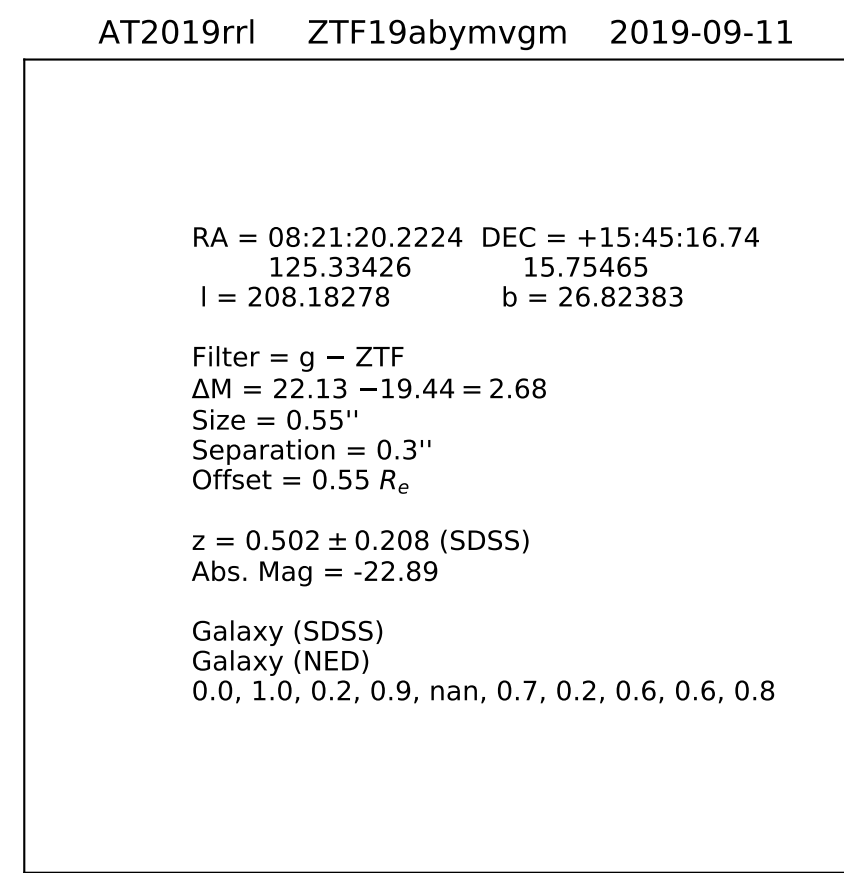 AT2019rrl ZTF19abymvgm 2019-09-11
RA = 08:21:20.2224 DEC = +15:45:16.74
125.33426 15.75465
l = 208.18278 b = 26.82383
Filter = g − ZTF
ΔM = 22.13 −19.44 = 2.68
Size = 0.55''
Separation = 0.3''
Offset = 0.55 Re
z = 0.502 ± 0.208 (SDSS)
Abs. Mag = -22.89
Galaxy (SDSS)
Galaxy (NED)
0.0, 1.0, 0.2, 0.9, nan, 0.7, 0.2, 0.6, 0.6, 0.8